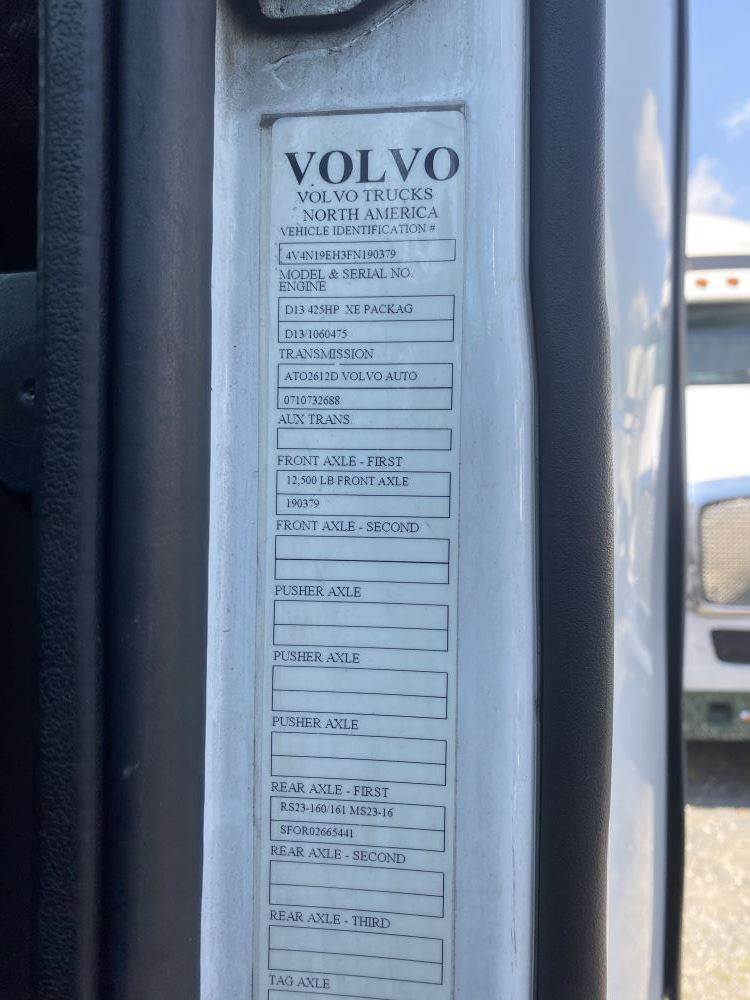 VOLVO
VOLVO TRUCKS
NORTH AMERICA
VEHICLE IDENTIFICATION #
4V4N19EH3FN190379
MODEL & SERIAL NO.
ENGINE
D13 425HP XE PACKAG
D13/1060475
TRANSMISSION
ATO2612D VOLVO AUTO
0710732688
AUX TRANS.
FRONT AXLE - FIRST
12,500 LB FRONT AXLE
190379
FRONT AXLE - SECOND
PUSHER AXLE
PUSHER AXLE
PUSHER AXLE
REAR AXLE - FIRST
RS23-160/161 MS23-16
SFOR02665441
REAR AXLE - SECOND
REAR AXLE - THIRD
TAG AXLE